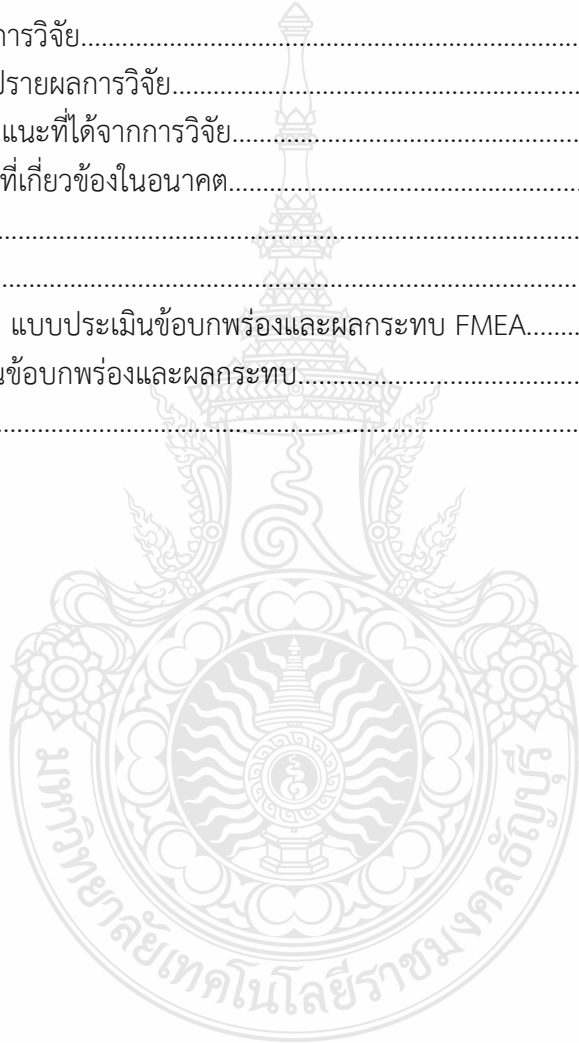 การวิจัย..........................................................................
ปรายผลการวิจัย..............................................................
แนะที่ได้จากการวิจัย......................................................
ที่เกี่ยวข้องในอนาคต......................................................
....................................................................................
....................................................................................
แบบประเมินข้อบกพร่องและผลกระทบ FMEA........
นข้อบกพร่องและผลกระทบ..........................................
....................................................................................
มหาวิทยาลัยเทคโนโลยีราชมงคลธัญบุรี